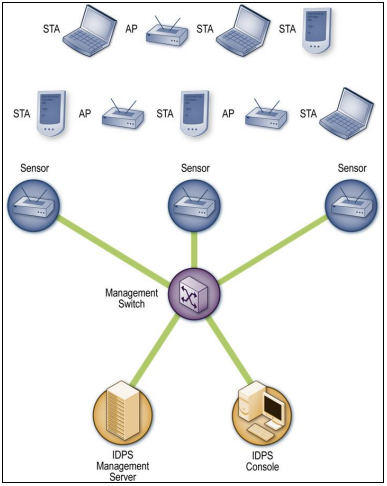 STA
AP
STA
STA
STA
AP
STA
AP
STA
Sensor
Sensor
Sensor
Management
Switch
IDPS
Management
Server
IDPS
Console